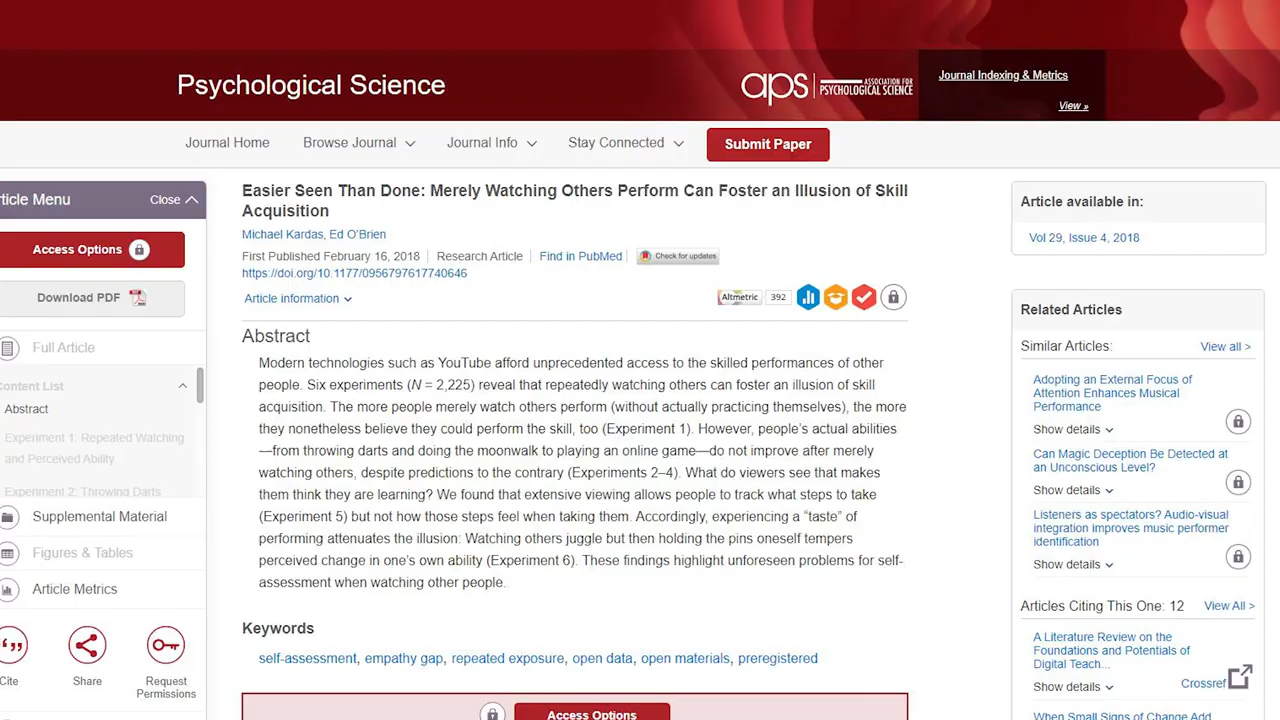 Psychological Science
aps ASSOCIATION FOR
PSYCHOLOGICAL SCIENCE
Journal Indexing & Metrics
View »
Journal Home
Browse Journal
Journal Info
Stay Connected
Submit Paper
rticle Menu
Close
Access Options
Download PDF
Full Article
Content List
Abstract
Experiment 1: Repeated Watching
and Perceived Ability
Experiment 2: Throwing Darts
Supplemental Material
Figures & Tables
Article Metrics
Cite
Share
Request
Permissions
Easier Seen Than Done: Merely Watching Others Perform Can Foster an Illusion of Skill
Acquisition
Michael Kardas, Ed O'Brien
First Published February 16, 2018 Research Article Find in PubMed Check for updates
https://doi.org/10.1177/0956797617740646
Article information
Altmetric 392
Abstract
Modern technologies such as YouTube afford unprecedented access to the skilled performances of other
people. Six experiments (N = 2,225) reveal that repeatedly watching others can foster an illusion of skill
acquisition. The more people merely watch others perform (without actually practicing themselves), the more
they nonetheless believe they could perform the skill, too (Experiment 1). However, people's actual abilities
—from throwing darts and doing the moonwalk to playing an online game—do not improve after merely
watching others, despite predictions to the contrary (Experiments 2–4). What do viewers see that makes
them think they are learning? We found that extensive viewing allows people to track what steps to take
(Experiment 5) but not how those steps feel when taking them. Accordingly, experiencing a “taste” of
performing attenuates the illusion: Watching others juggle but then holding the pins oneself tempers
perceived change in one's own ability (Experiment 6). These findings highlight unforeseen problems for self-
assessment when watching other people.
Keywords
self-assessment, empathy gap, repeated exposure, open data, open materials, preregistered
Access Options
Article available in:
Vol 29, Issue 4, 2018
Related Articles
Similar Articles:
View all >
Adopting an External Focus of
Attention Enhances Musical
Performance
Show details
Can Magic Deception Be Detected at
an Unconscious Level?
Show details
Listeners as spectators? Audio-visual
integration improves music performer
identification
Show details
Articles Citing This One: 12
View All >
A Literature Review on the
Foundations and Potentials of
Digital Teach...
Crossref
Show details
When Small Signs of Change Add